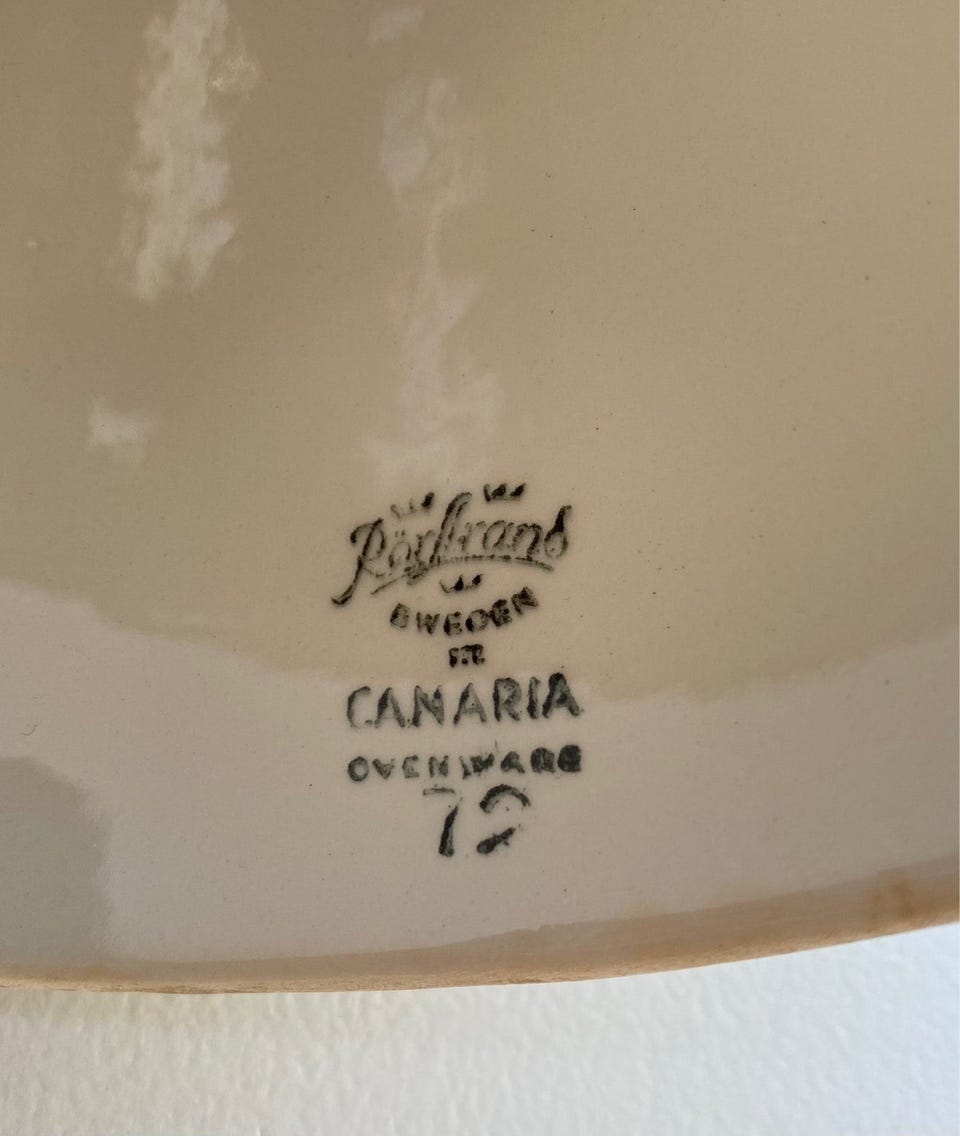 Rörstrand
SWEDEN
CANARIA
OVENWARE
72